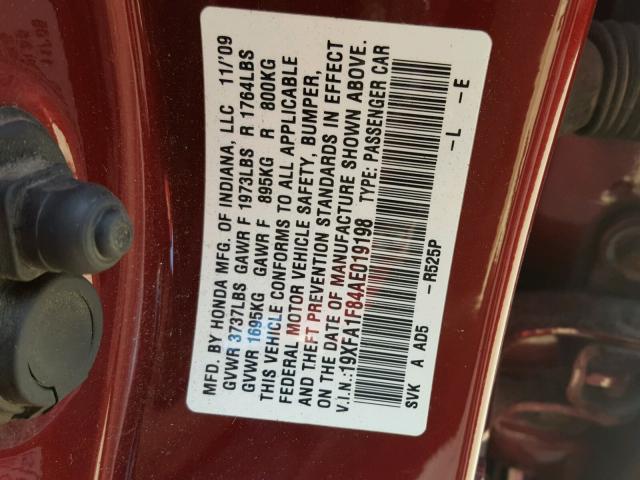 MFD. BY HONDA MFG. OF INDIANA, LLC 11/'09
GVWR 3737LBS GAWR F 1973LBS R 1764LBS
GVWR 1695KG GAWR F 895KG R 800KG
THIS VEHICLE CONFORMS TO ALL APPLICABLE
FEDERAL MOTOR VEHICLE SAFETY, BUMPER,
AND THEFT PREVENTION STANDARDS IN EFFECT
ON THE DATE OF MANUFACTURE SHOWN ABOVE.
V.I.N.:19XFA1F84AE019198 TYPE: PASSENGER CAR
SVK A AD5 -R525P -L -E